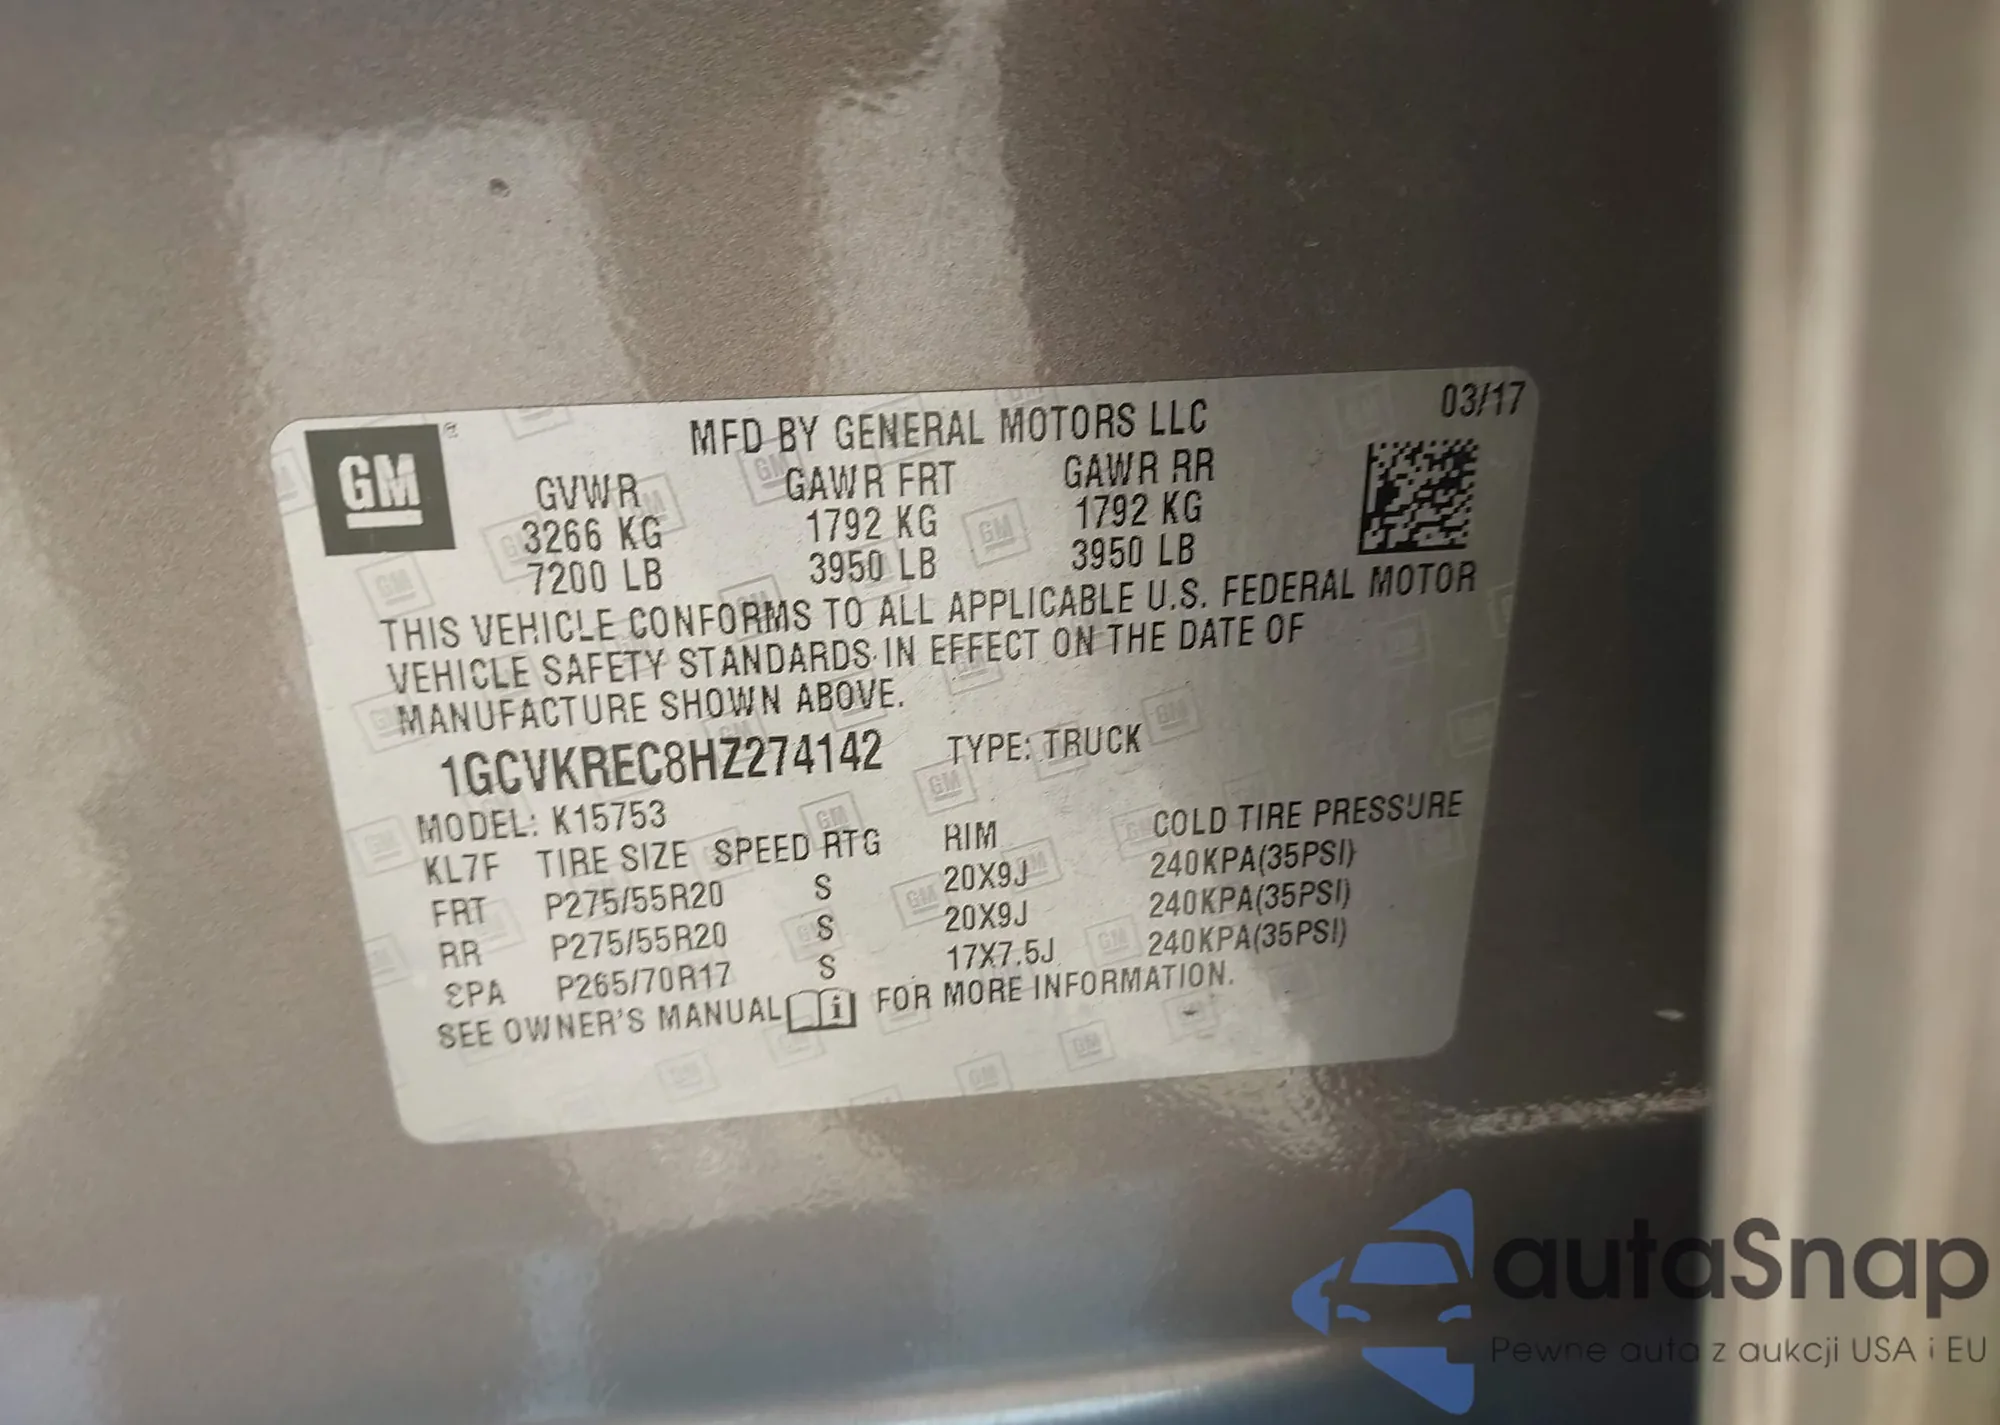 GM
MFD BY GENERAL MOTORS LLC
03/17
GVWR GAWR FRT GAWR RR
3266 KG 1792 KG 1792 KG
7200 LB 3950 LB 3950 LB
THIS VEHICLE CONFORMS TO ALL APPLICABLE U.S. FEDERAL MOTOR
VEHICLE SAFETY STANDARDS IN EFFECT ON THE DATE OF
MANUFACTURE SHOWN ABOVE.
1GCVKREC8HZ274142 TYPE: TRUCK
MODEL: K15753
KL7F TIRE SIZE SPEED RTG RIM COLD TIRE PRESSURE
FRT P275/55R20 S 20X9J 240KPA(35PSI)
RR P275/55R20 S 20X9J 240KPA(35PSI)
SPA P265/70R17 S 17X7.5J 240KPA(35PSI)
SEE OWNER'S MANUAL FOR MORE INFORMATION.
autaSnap
Pewne auta z aukcji USA i EU